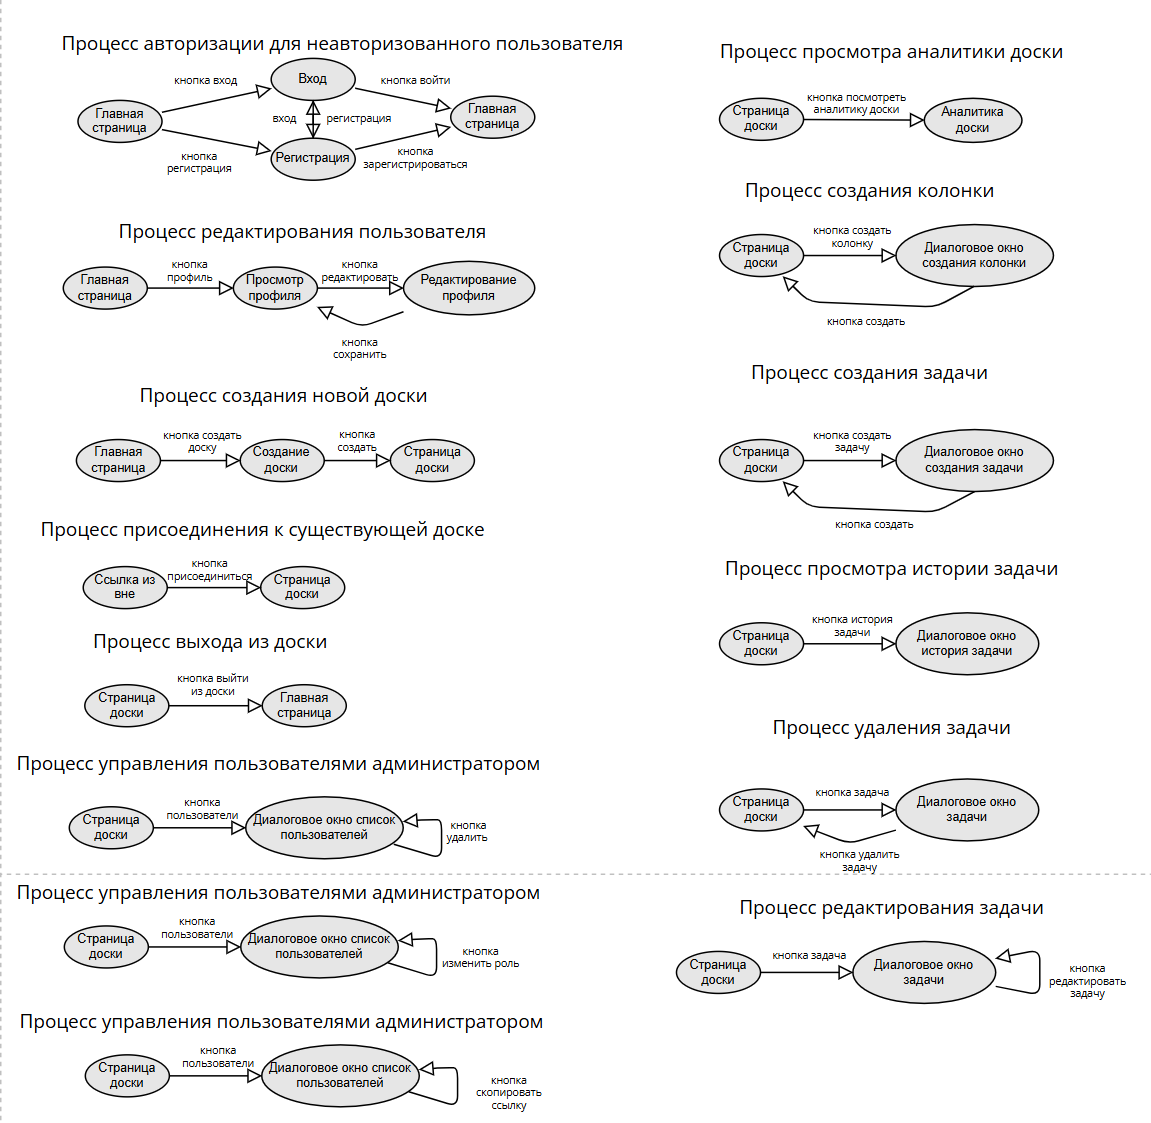 Процесс авторизации для неавторизованного пользователя
кнопка вход
Вход
кнопка войти
Главная
страница
вход
регистрация
Главная
страница
кнопка
регистрация
Регистрация
кнопка
зарегистрироваться
Процесс редактирования пользователя
Главная
страница
кнопка
профиль
Просмотр
профиля
кнопка
редактировать
Редактирование
профиля
кнопка
сохранить
Процесс создания новой доски
Главная
страница
кнопка создать
доску
Создание
доски
кнопка
создать
Страница
доски
Процесс присоединения к существующей доске
Ссылка из
вне
кнопка
присоединиться
Страница
доски
Процесс выхода из доски
Страница
доски
кнопка выйти
из доски
Главная
страница
Процесс управления пользователями администратором
Страница
доски
кнопка
пользователи
Диалоговое окно список
пользователей
кнопка
удалить
Процесс управления пользователями администратором
Страница
доски
кнопка
пользователи
Диалоговое окно список
пользователей
кнопка
изменить роль
Процесс управления пользователями администратором
Страница
доски
кнопка
пользователи
Диалоговое окно список
пользователей
кнопка
скопировать
ссылку
Процесс просмотра аналитики доски
Страница
доски
кнопка посмотреть
аналитику доски
Аналитика
доски
Процесс создания колонки
Страница
доски
кнопка создать
колонку
Диалоговое окно
создания колонки
кнопка создать
Процесс создания задачи
Страница
доски
кнопка создать
задачу
Диалоговое окно
создания задачи
кнопка создать
Процесс просмотра истории задачи
Страница
доски
кнопка история
задачи
Диалоговое окно
история задачи
Процесс удаления задачи
Страница
доски
кнопка задача
Диалоговое окно
задачи
кнопка удалить
задачу
Процесс редактирования задачи
Страница
доски
кнопка задача
Диалоговое окно
задачи
кнопка
редактировать
задачу